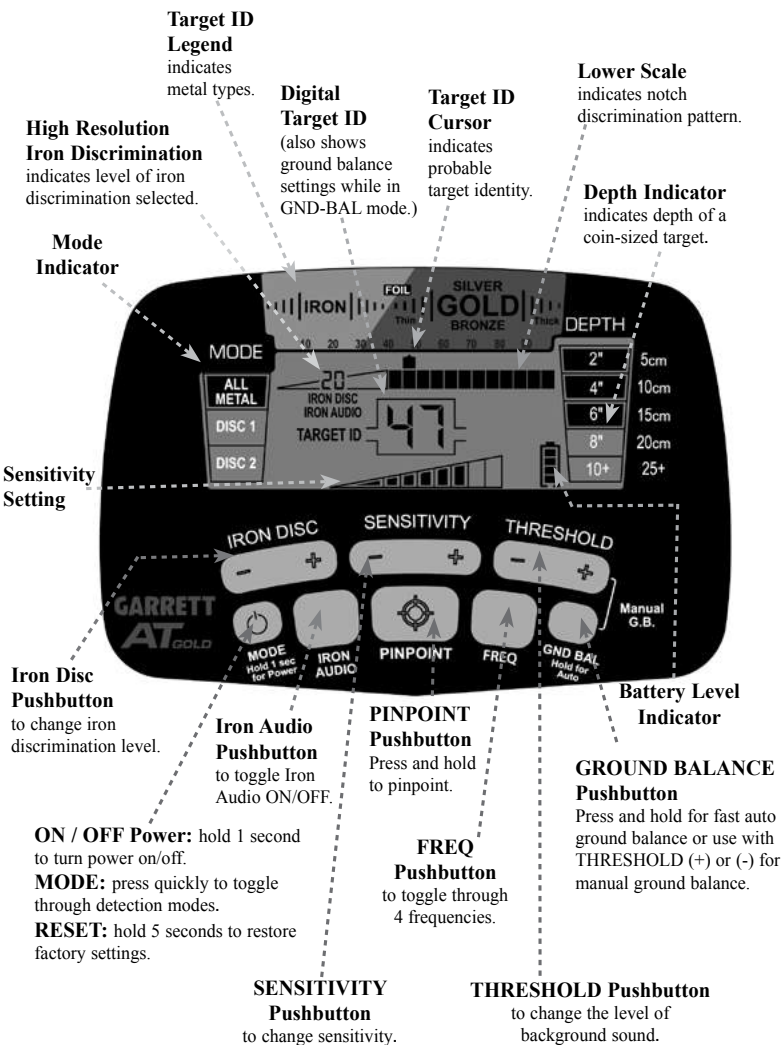 Target ID
Legend
indicates
metal types.
Digital
Target ID
(also shows
ground balance
settings while in
GND-BAL mode.)
Target ID
Cursor
indicates
probable
target identity.
Lower Scale
indicates notch
discrimination pattern.
High Resolution
Iron Discrimination
indicates level of iron
discrimination selected.
Depth Indicator
indicates depth of a
coin-sized target.
Mode
Indicator
IRON
FOIL
Thin
SILVER
GOLD
BRONZE
Thick
10 20 30 40 50 60 70 80 90
MODE
ALL
METAL
DISC 1
DISC 2
20
IRON DISC
IRON AUDIO
TARGET ID
47
DEPTH
2" 5cm
4" 10cm
6" 15cm
8" 20cm
10+ 25+
Sensitivity
Setting
IRON DISC
- +
SENSITIVITY
- +
THRESHOLD
- +
GARRETT
AT GOLD
MODE
Hold 1 sec
for Power
IRON
AUDIO
PINPOINT
FREQ
GND BAL
Hold for
Auto
Manual
G.B.
Iron Disc
Pushbutton
to change iron
discrimination level.
Iron Audio
Pushbutton
to toggle Iron
Audio ON/OFF.
PINPOINT
Pushbutton
Press and hold
to pinpoint.
Battery Level
Indicator
GROUND BALANCE
Pushbutton
Press and hold for fast auto
ground balance or use with
THRESHOLD (+) or (-) for
manual ground balance.
ON / OFF Power: hold 1 second
to turn power on/off.
MODE: press quickly to toggle
through detection modes.
RESET: hold 5 seconds to restore
factory settings.
FREQ
Pushbutton
to toggle through
4 frequencies.
SENSITIVITY
Pushbutton
to change sensitivity.
THRESHOLD Pushbutton
to change the level of
background sound.